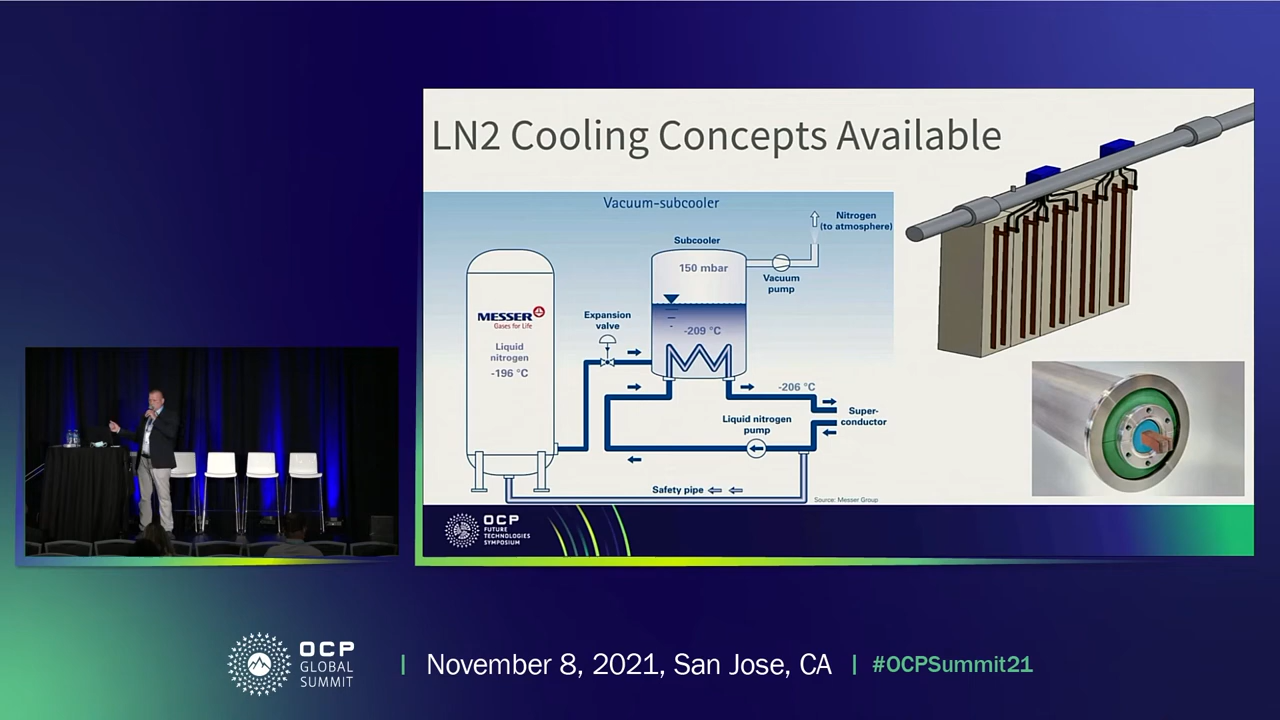 LN2 Cooling Concepts Available
Vacuum-subcooler
Nitrogen
(to atmosphere)
Subcooler
150 mbar
Vacuum
pump
MESSER
Gases for Life
Expansion
valve
-209 °C
Liquid
nitrogen
-196 °C
-206 °C
Super-
conductor
Liquid nitrogen
pump
Safety pipe
Source: Messer Group
OCP
FUTURE
TECHNOLOGIES
SYMPOSIUM
OCP
GLOBAL
SUMMIT
| November 8, 2021, San Jose, CA | #OCPSummit21